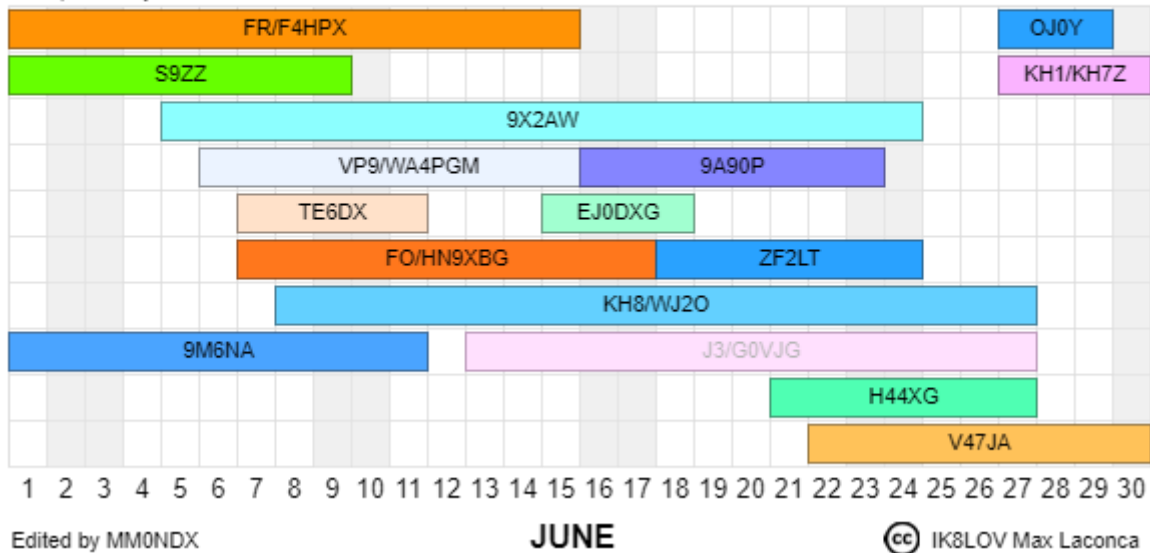 FR/F4HPX OJ0Y
S9ZZ KH1/KH7Z
9X2AW
VP9/WA4PGM 9A90P
TE6DX EJ0DXG
FO/HN9XBG ZF2LT
KH8/WJ2O
9M6NA J3/G0VJG
H44XG
V47JA
1 2 3 4 5 6 7 8 9 10 11 12 13 14 15 16 17 18 19 20 21 22 23 24 25 26 27 28 29 30
Edited by MM0NDX JUNE cc IK8LOV Max Laconca